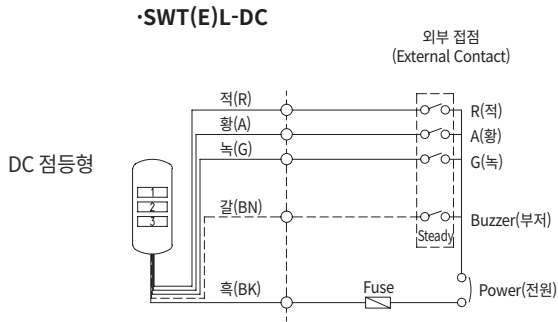 ·SWT(E)L-DC
외부 접점
(External Contact)
적(R)
R(적)
황(A)
A(황)
녹(G)
G(녹)
DC 점등형
1
2
3
갈(BN)
Buzzer(부저)
Steady
흑(BK)
Fuse
Power(전원)